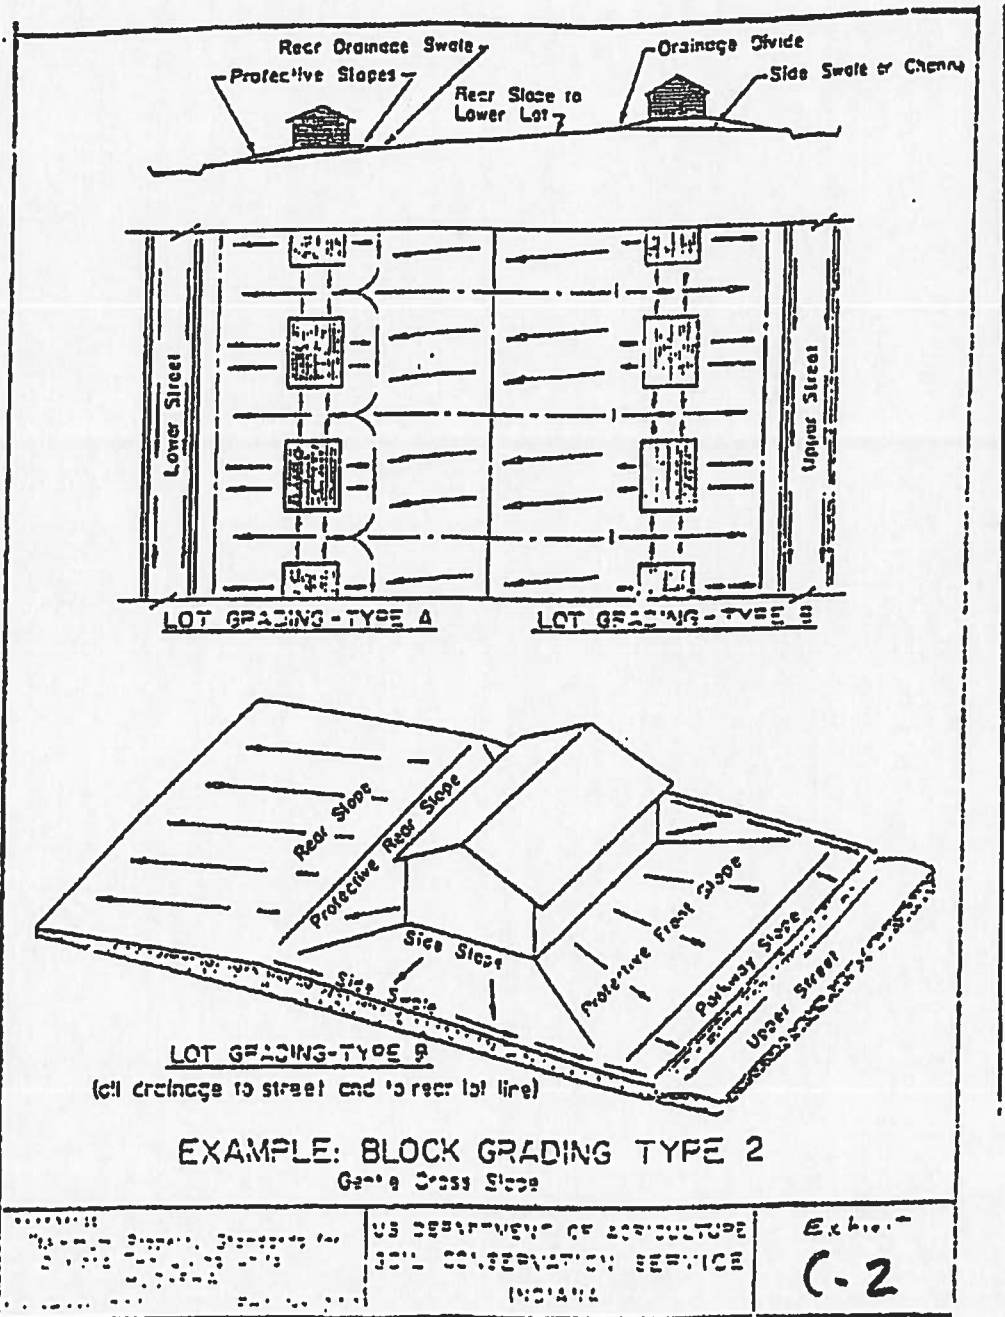 Rear Drainage Swale
Drainage Divide
Protective Slopes
Side Swale or
Rear Slope to
Lower Lot
Lower Street
Upper Street
LOT GRADING - TYPE A
LOT GRADING - TYPE B
Rear Slope
Protective Rear Slope
Side Slope
Side Swale
Protective Front Slope
Parkway Slope
Upper Street
LOT GRADING-TYPE B
(all drainage to street and to rear lot line)
EXAMPLE: BLOCK GRADING TYPE 2
Gentle Cross Slope
US DEPARTMENT OF AGRICULTURE
SOIL CONSERVATION SERVICE
INDIANA
Exhibit
C-2